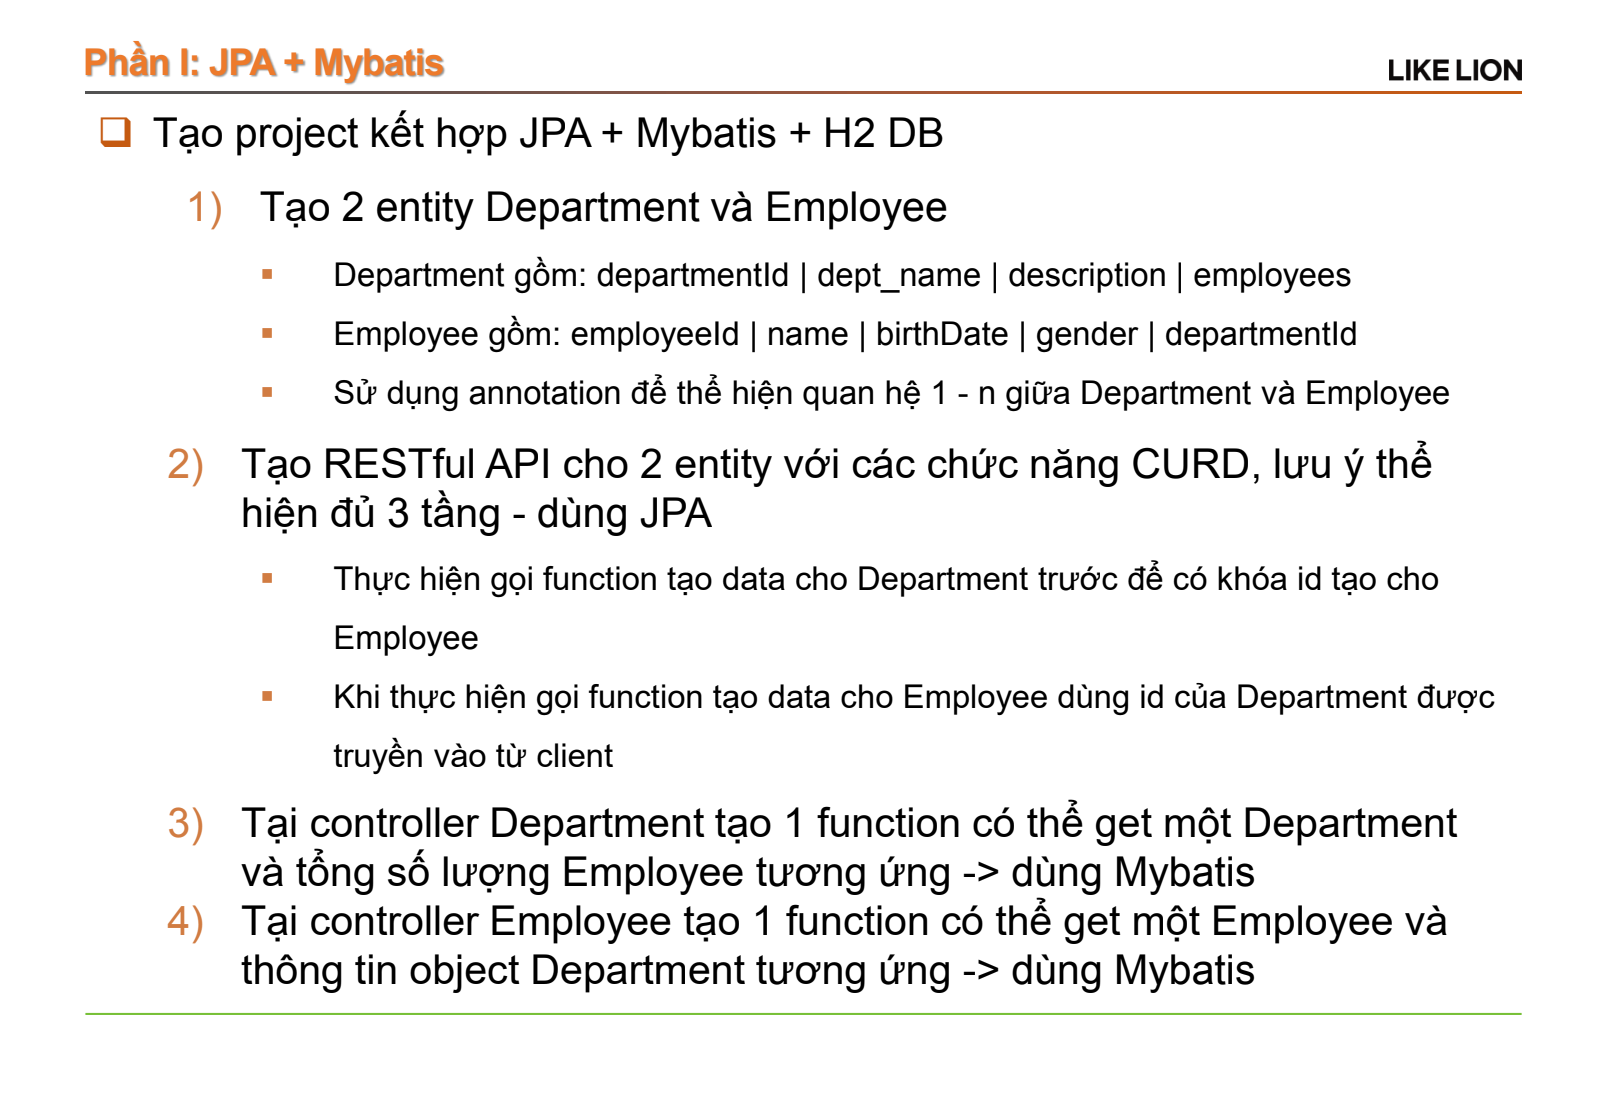 Phần I: JPA + Mybatis
LIKE LION
Tạo project kết hợp JPA + Mybatis + H2 DB
1) Tạo 2 entity Department và Employee
Department gồm: departmentId | dept_name | description | employees
Employee gồm: employeeId | name | birthDate | gender | departmentId
Sử dụng annotation để thể hiện quan hệ 1 - n giữa Department và Employee
2) Tạo RESTful API cho 2 entity với các chức năng CURD, lưu ý thể
hiện đủ 3 tầng - dùng JPA
Thực hiện gọi function tạo data cho Department trước để có khóa id tạo cho
Employee
Khi thực hiện gọi function tạo data cho Employee dùng id của Department được
truyền vào từ client
3) Tại controller Department tạo 1 function có thể get một Department
và tổng số lượng Employee tương ứng -> dùng Mybatis
4) Tại controller Employee tạo 1 function có thể get một Employee và
thông tin object Department tương ứng -> dùng Mybatis